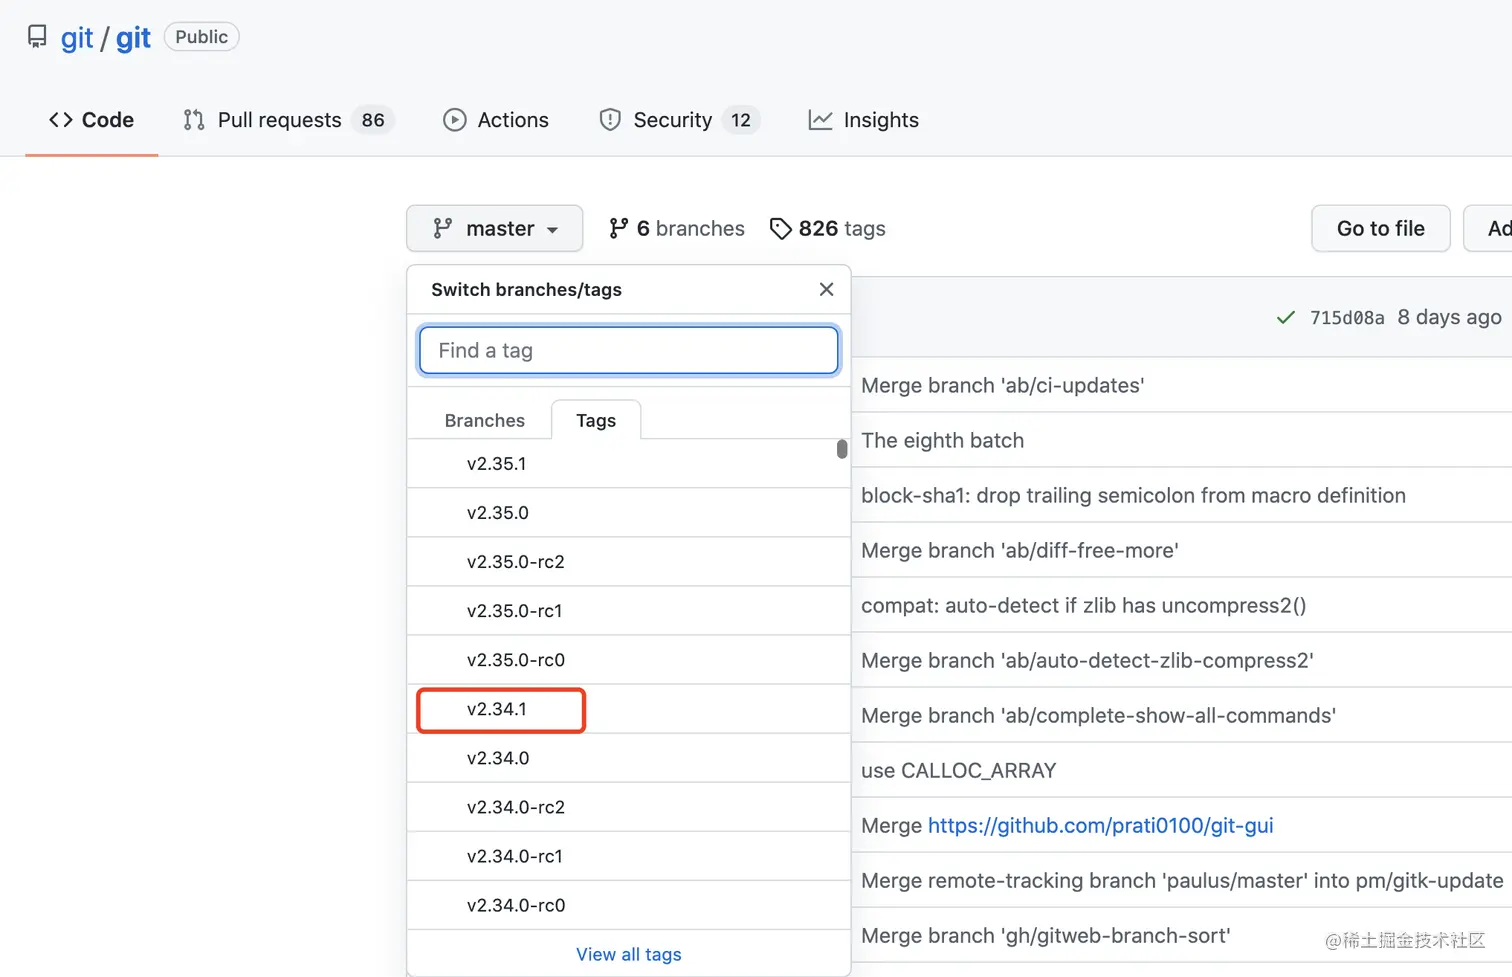 git / git Public
Code Pull requests 86 Actions Security 12 Insights
master 6 branches 826 tags Go to file Ad
Switch branches/tags
715d08a 8 days ago
Find a tag
Branches Tags
v2.35.1
v2.35.0
v2.35.0-rc2
v2.35.0-rc1
v2.35.0-rc0
v2.34.1
v2.34.0
v2.34.0-rc2
v2.34.0-rc1
v2.34.0-rc0
View all tags
Merge branch 'ab/ci-updates'
The eighth batch
block-sha1: drop trailing semicolon from macro definition
Merge branch 'ab/diff-free-more'
compat: auto-detect if zlib has uncompress2()
Merge branch 'ab/auto-detect-zlib-compress2'
Merge branch 'ab/complete-show-all-commands'
use CALLOC_ARRAY
Merge https://github.com/prati0100/git-gui
Merge remote-tracking branch 'paulus/master' into pm/gitk-update
Merge branch 'gh/gitweb-branch-sort'
@稀土掘金技术社区